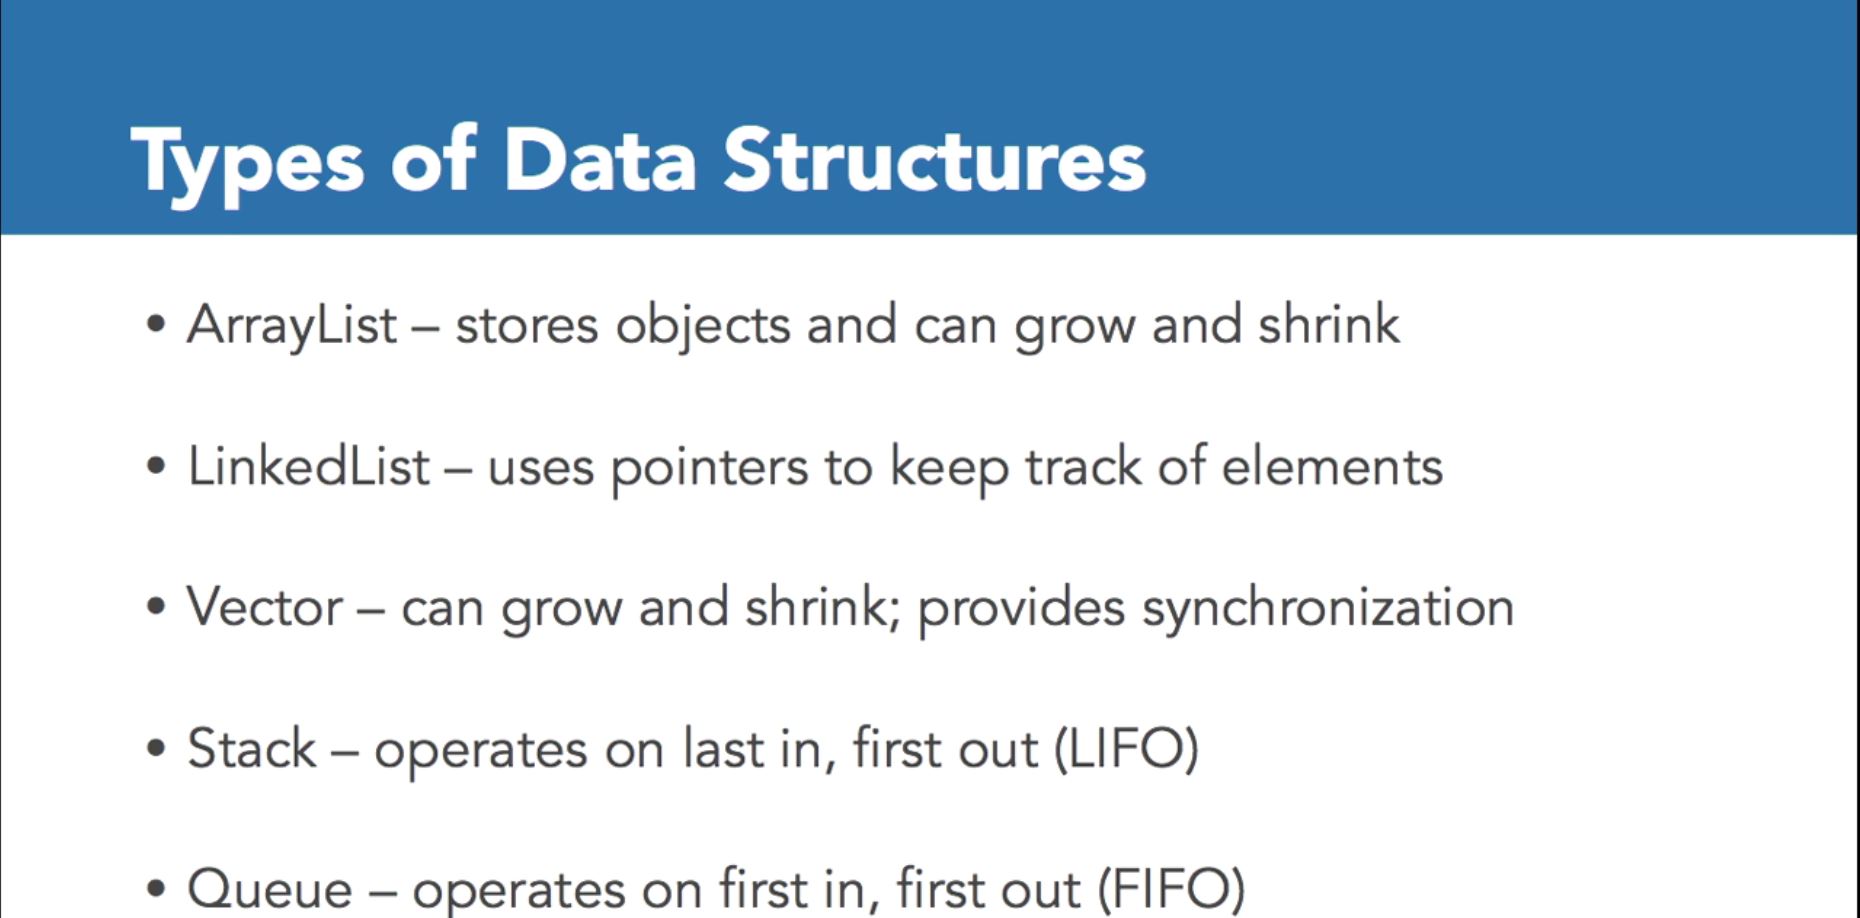 Types of Data Structures
• ArrayList – stores objects and can grow and shrink
• LinkedList – uses pointers to keep track of elements
• Vector – can grow and shrink; provides synchronization
• Stack – operates on last in, first out (LIFO)
• Queue – operates on first in, first out (FIFO)